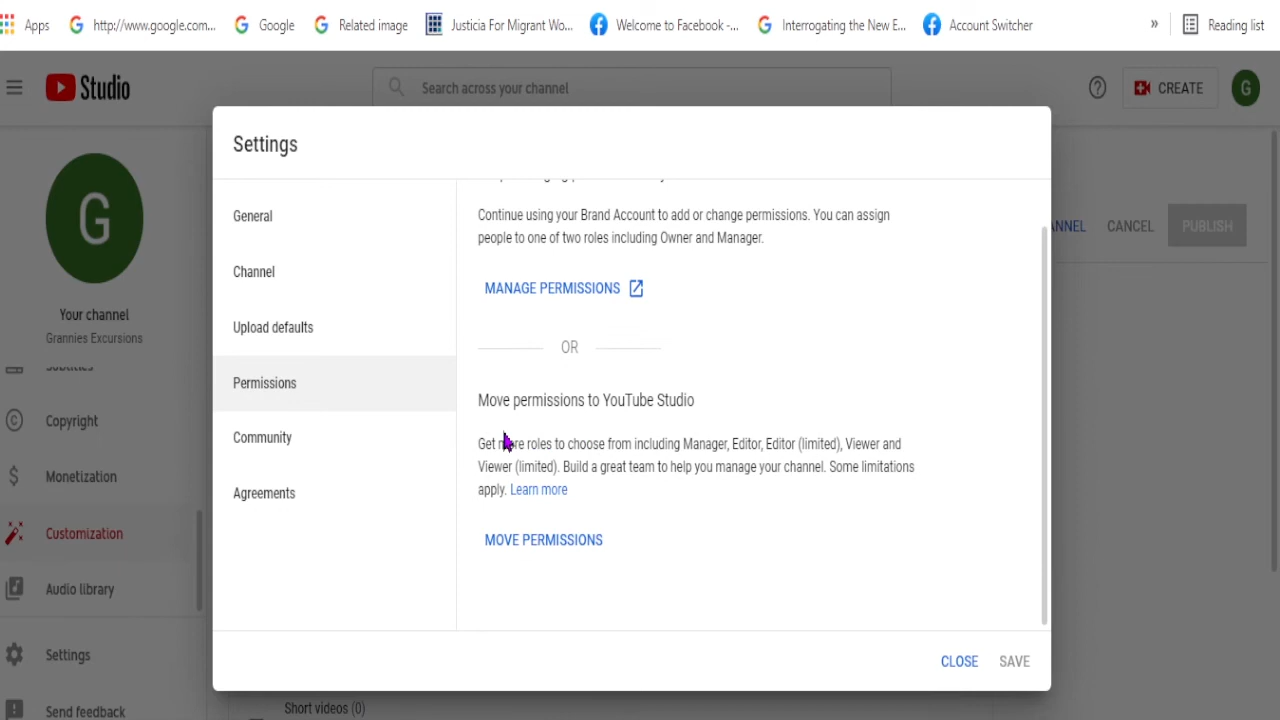 Apps
http://www.google.com...
Google
Related image
Justicia For Migrant Wo...
Welcome to Facebook -...
Interrogating the New E...
Account Switcher
»
Reading list
Studio
Search across your channel
CREATE
G
Settings
G
Your channel
Grannies Excursions
Subtitles
Copyright
Monetization
Customization
Audio library
Settings
Send feedback
General
Channel
Upload defaults
Permissions
Community
Agreements
Continue using your Brand Account to add or change permissions. You can assign
people to one of two roles including Owner and Manager.
MANAGE PERMISSIONS
OR
Move permissions to YouTube Studio
Get more roles to choose from including Manager, Editor, Editor (limited), Viewer and
Viewer (limited). Build a great team to help you manage your channel. Some limitations
apply. Learn more
MOVE PERMISSIONS
CLOSE
SAVE
ANNEL
CANCEL
PUBLISH
Short videos (0)